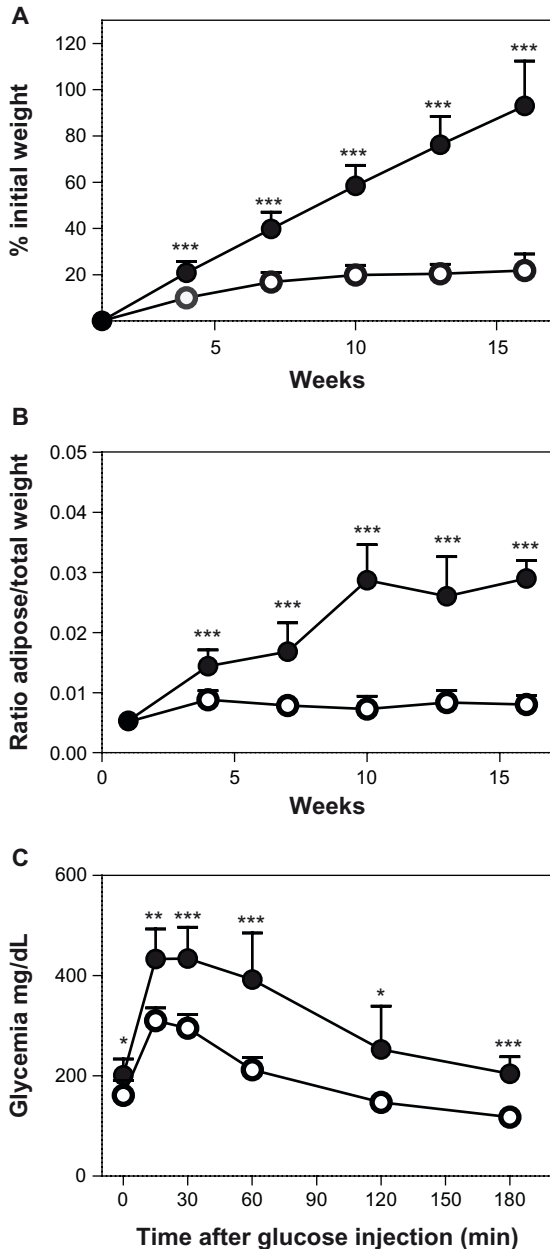 A
120
100
80
60
40
20
% initial weight
*** *** *** *** ***
5 10 15
Weeks
B
0.05
0.04
0.03
0.02
0.01
0.00
Ratio adipose/total weight
*** *** *** *** ***
0 5 10 15
Weeks
C
600
400
200
0
Glycemia mg/dL
* ** *** *** * ***
0 30 60 90 120 150 180
Time after glucose injection (min)